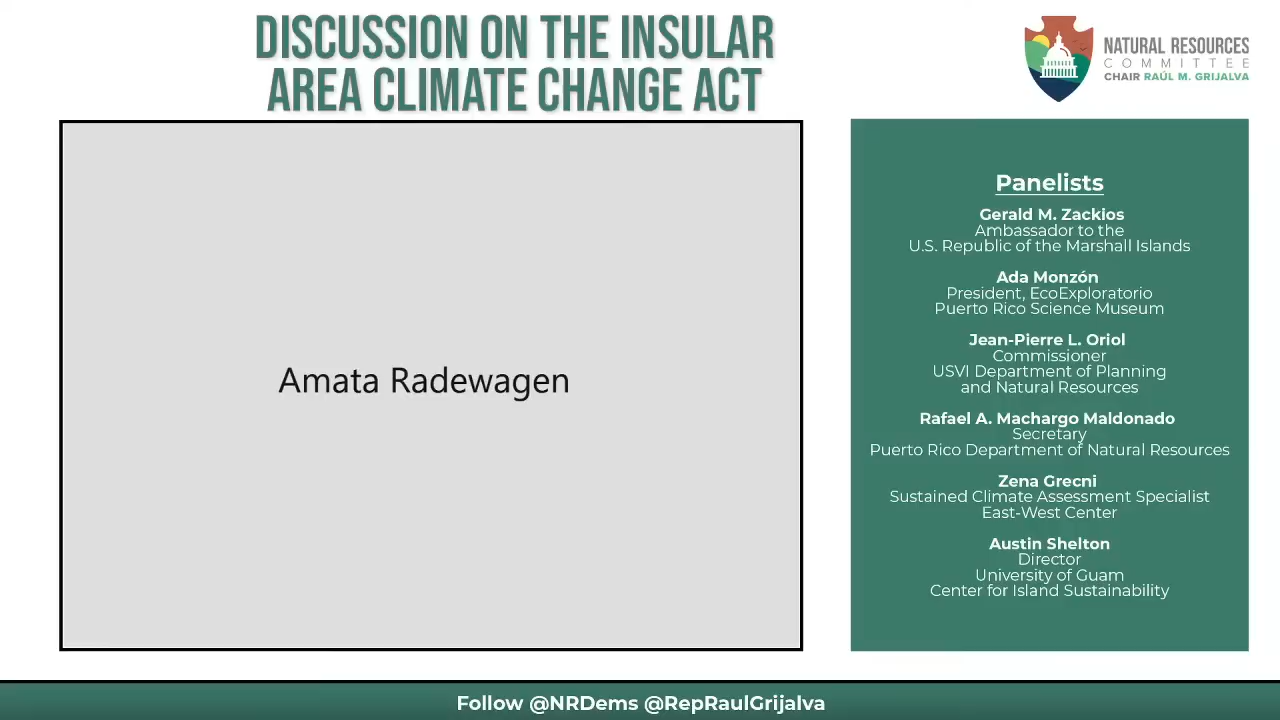 DISCUSSION ON THE INSULAR
AREA CLIMATE CHANGE ACT
NATURAL RESOURCES
COMMITTEE
CHAIR RAÚL M. GRIJALVA
Amata Radewagen
Panelists
Gerald M. Zackios
Ambassador to the
U.S. Republic of the Marshall Islands
Ada Monzón
President, EcoExploratorio
Puerto Rico Science Museum
Jean-Pierre L. Oriol
Commissioner
USVI Department of Planning
and Natural Resources
Rafael A. Machargo Maldonado
Secretary
Puerto Rico Department of Natural Resources
Zena Grecni
Sustained Climate Assessment Specialist
East-West Center
Austin Shelton
Director
University of Guam
Center for Island Sustainability
Follow @NRDems @RepRaulGrijalva